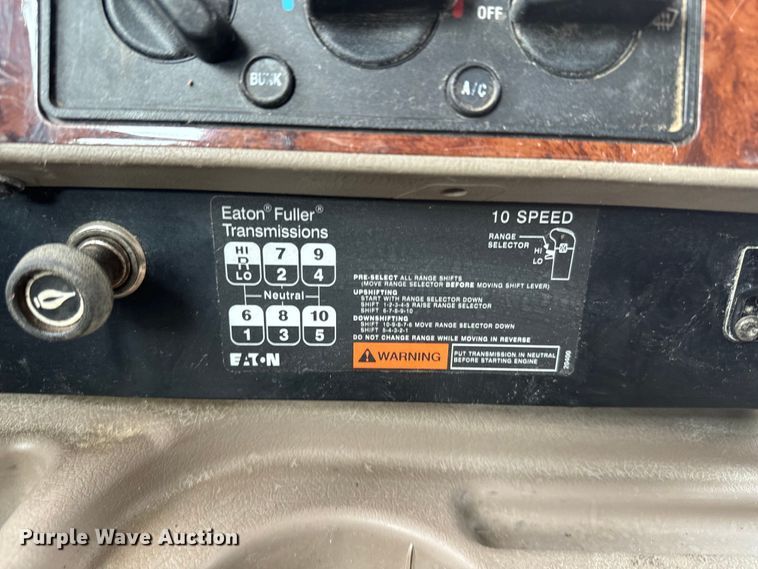 OFF
BUNK
A/C
Eaton® Fuller®
Transmissions
10 SPEED
RANGE
SELECTOR
HI
LO
HI 7 9
R
LO 2 4
Neutral
6 8 10
1 3 5
EATON
PRE-SELECT ALL RANGE SHIFTS
(MOVE RANGE SELECTOR BEFORE MOVING SHIFT LEVER)
UPSHIFTING
START WITH RANGE SELECTOR DOWN
SHIFT 1-2-3-4-5 RAISE RANGE SELECTOR
SHIFT 6-7-8-9-10
DOWNSHIFTING
SHIFT 10-9-8-7-6 MOVE RANGE SELECTOR DOWN
SHIFT 5-4-3-2-1
DO NOT CHANGE RANGE WHILE MOVING IN REVERSE
WARNING
PUT TRANSMISSION IN NEUTRAL
BEFORE STARTING ENGINE
Purple Wave Auction